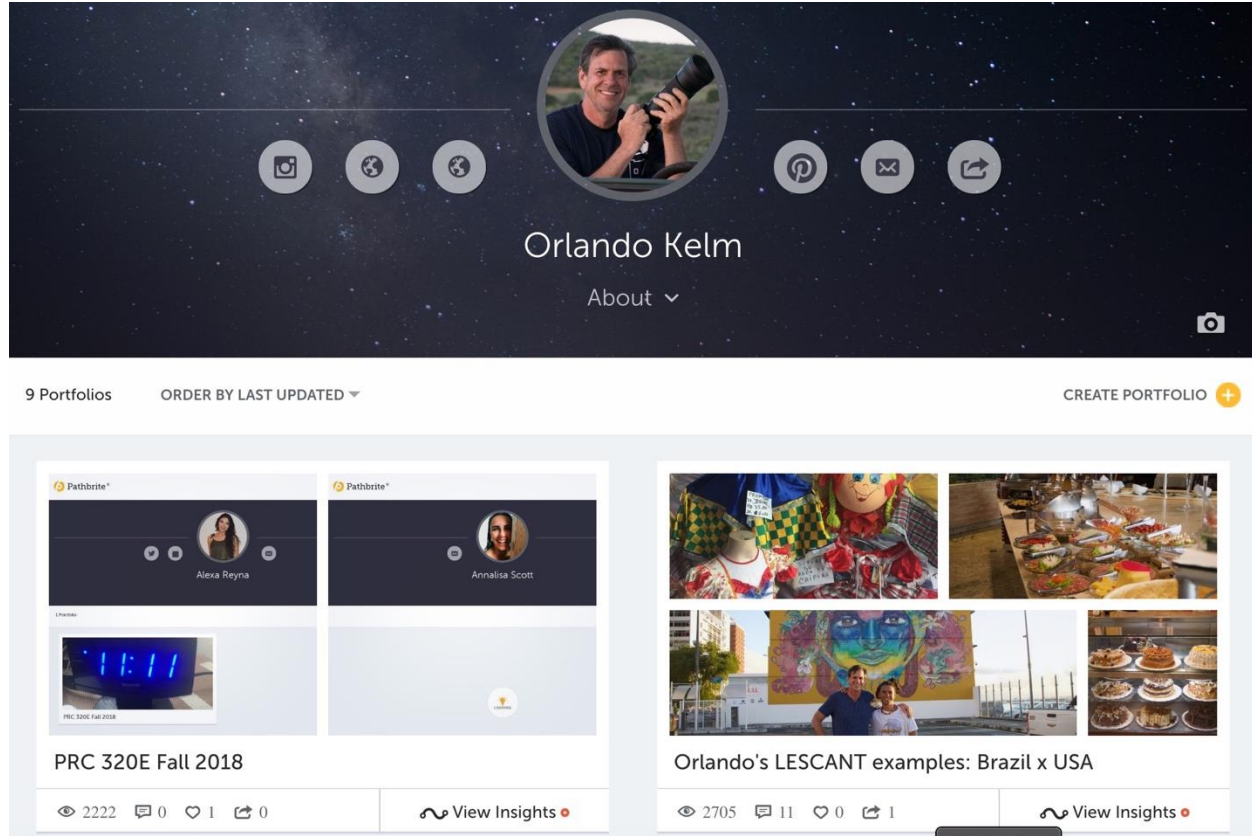 Orlando Kelm
About
9 Portfolios ORDER BY LAST UPDATED CREATE PORTFOLIO
Pathbrite® Pathbrite®
Alexa Reyna Annalisa Scott
1 Portfolio
11:11
PRC 320E Fall 2018
PRC 320E Fall 2018 Orlando's LESCANT examples: Brazil x USA
2222 0 1 0 View Insights 2705 11 0 1 View Insights